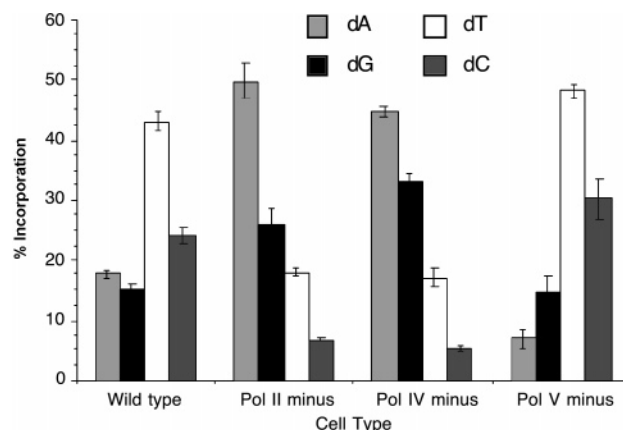 60
50
40
30
20
10
0
% Incorporation
dA
dT
dG
dC
Wild type
Pol II minus
Pol IV minus
Pol V minus
Cell Type